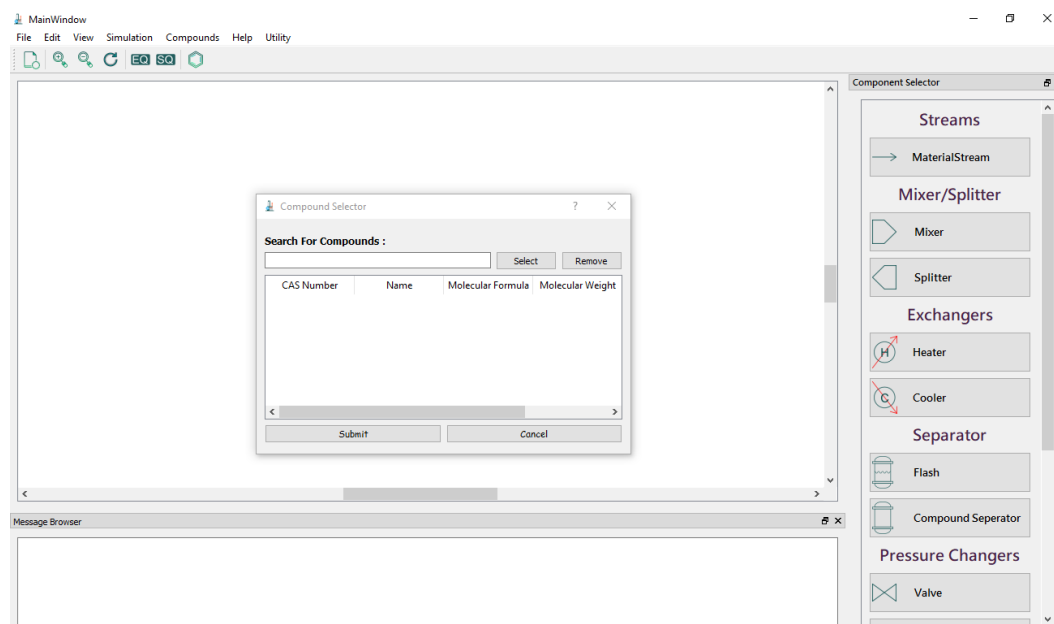 MainWindow
File Edit View Simulation Compounds Help Utility
EQ SQ
Component Selector
Streams
MaterialStream
Mixer/Splitter
Mixer
Splitter
Exchangers
H Heater
C Cooler
Separator
Flash
Compound Seperator
Pressure Changers
Valve
Compound Selector ?
Search For Compounds :
Select Remove
CAS Number Name Molecular Formula Molecular Weight
Submit Cancel
Message Browser